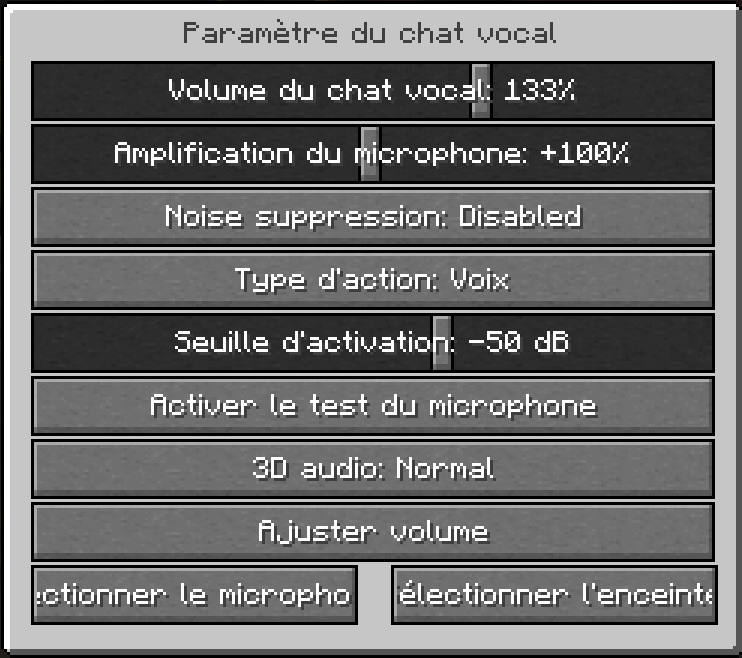 Paramètre du chat vocal
Volume du chat vocal: 133%
Amplification du microphone: +100%
Noise suppression: Disabled
Type d'action: Voix
Seuille d'activation: -50 dB
Activer le test du microphone
3D audio: Normal
Ajuster volume
ectionner le micropho
électionner l'enceinte